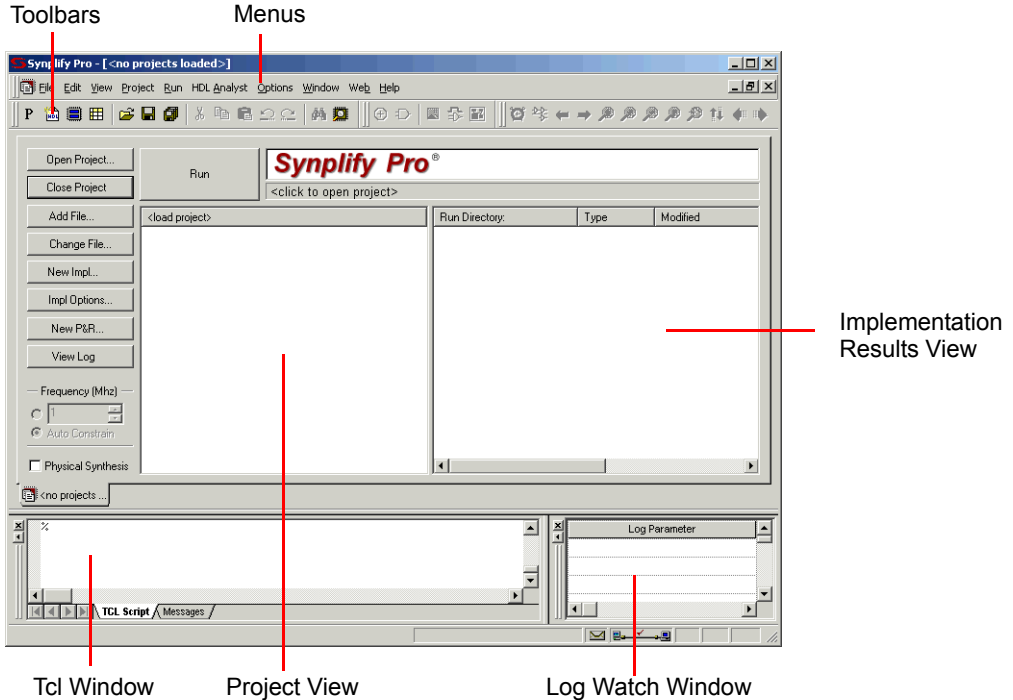 Toolbars
Menus
Synplify Pro - [<no projects loaded>]
File Edit View Project Run HDL Analyst Options Window Web Help
P
Open Project...
Run
Synplify Pro®
Close Project
<click to open project>
Add File...
<load project>
Run Directory: Type Modified
Change File...
New Impl...
Impl Options...
New P&R...
Implementation
Results View
View Log
Frequency (Mhz)
1
Auto Constrain
Physical Synthesis
<no projects ...
%
Log Parameter
TCL Script Messages
Tcl Window
Project View
Log Watch Window